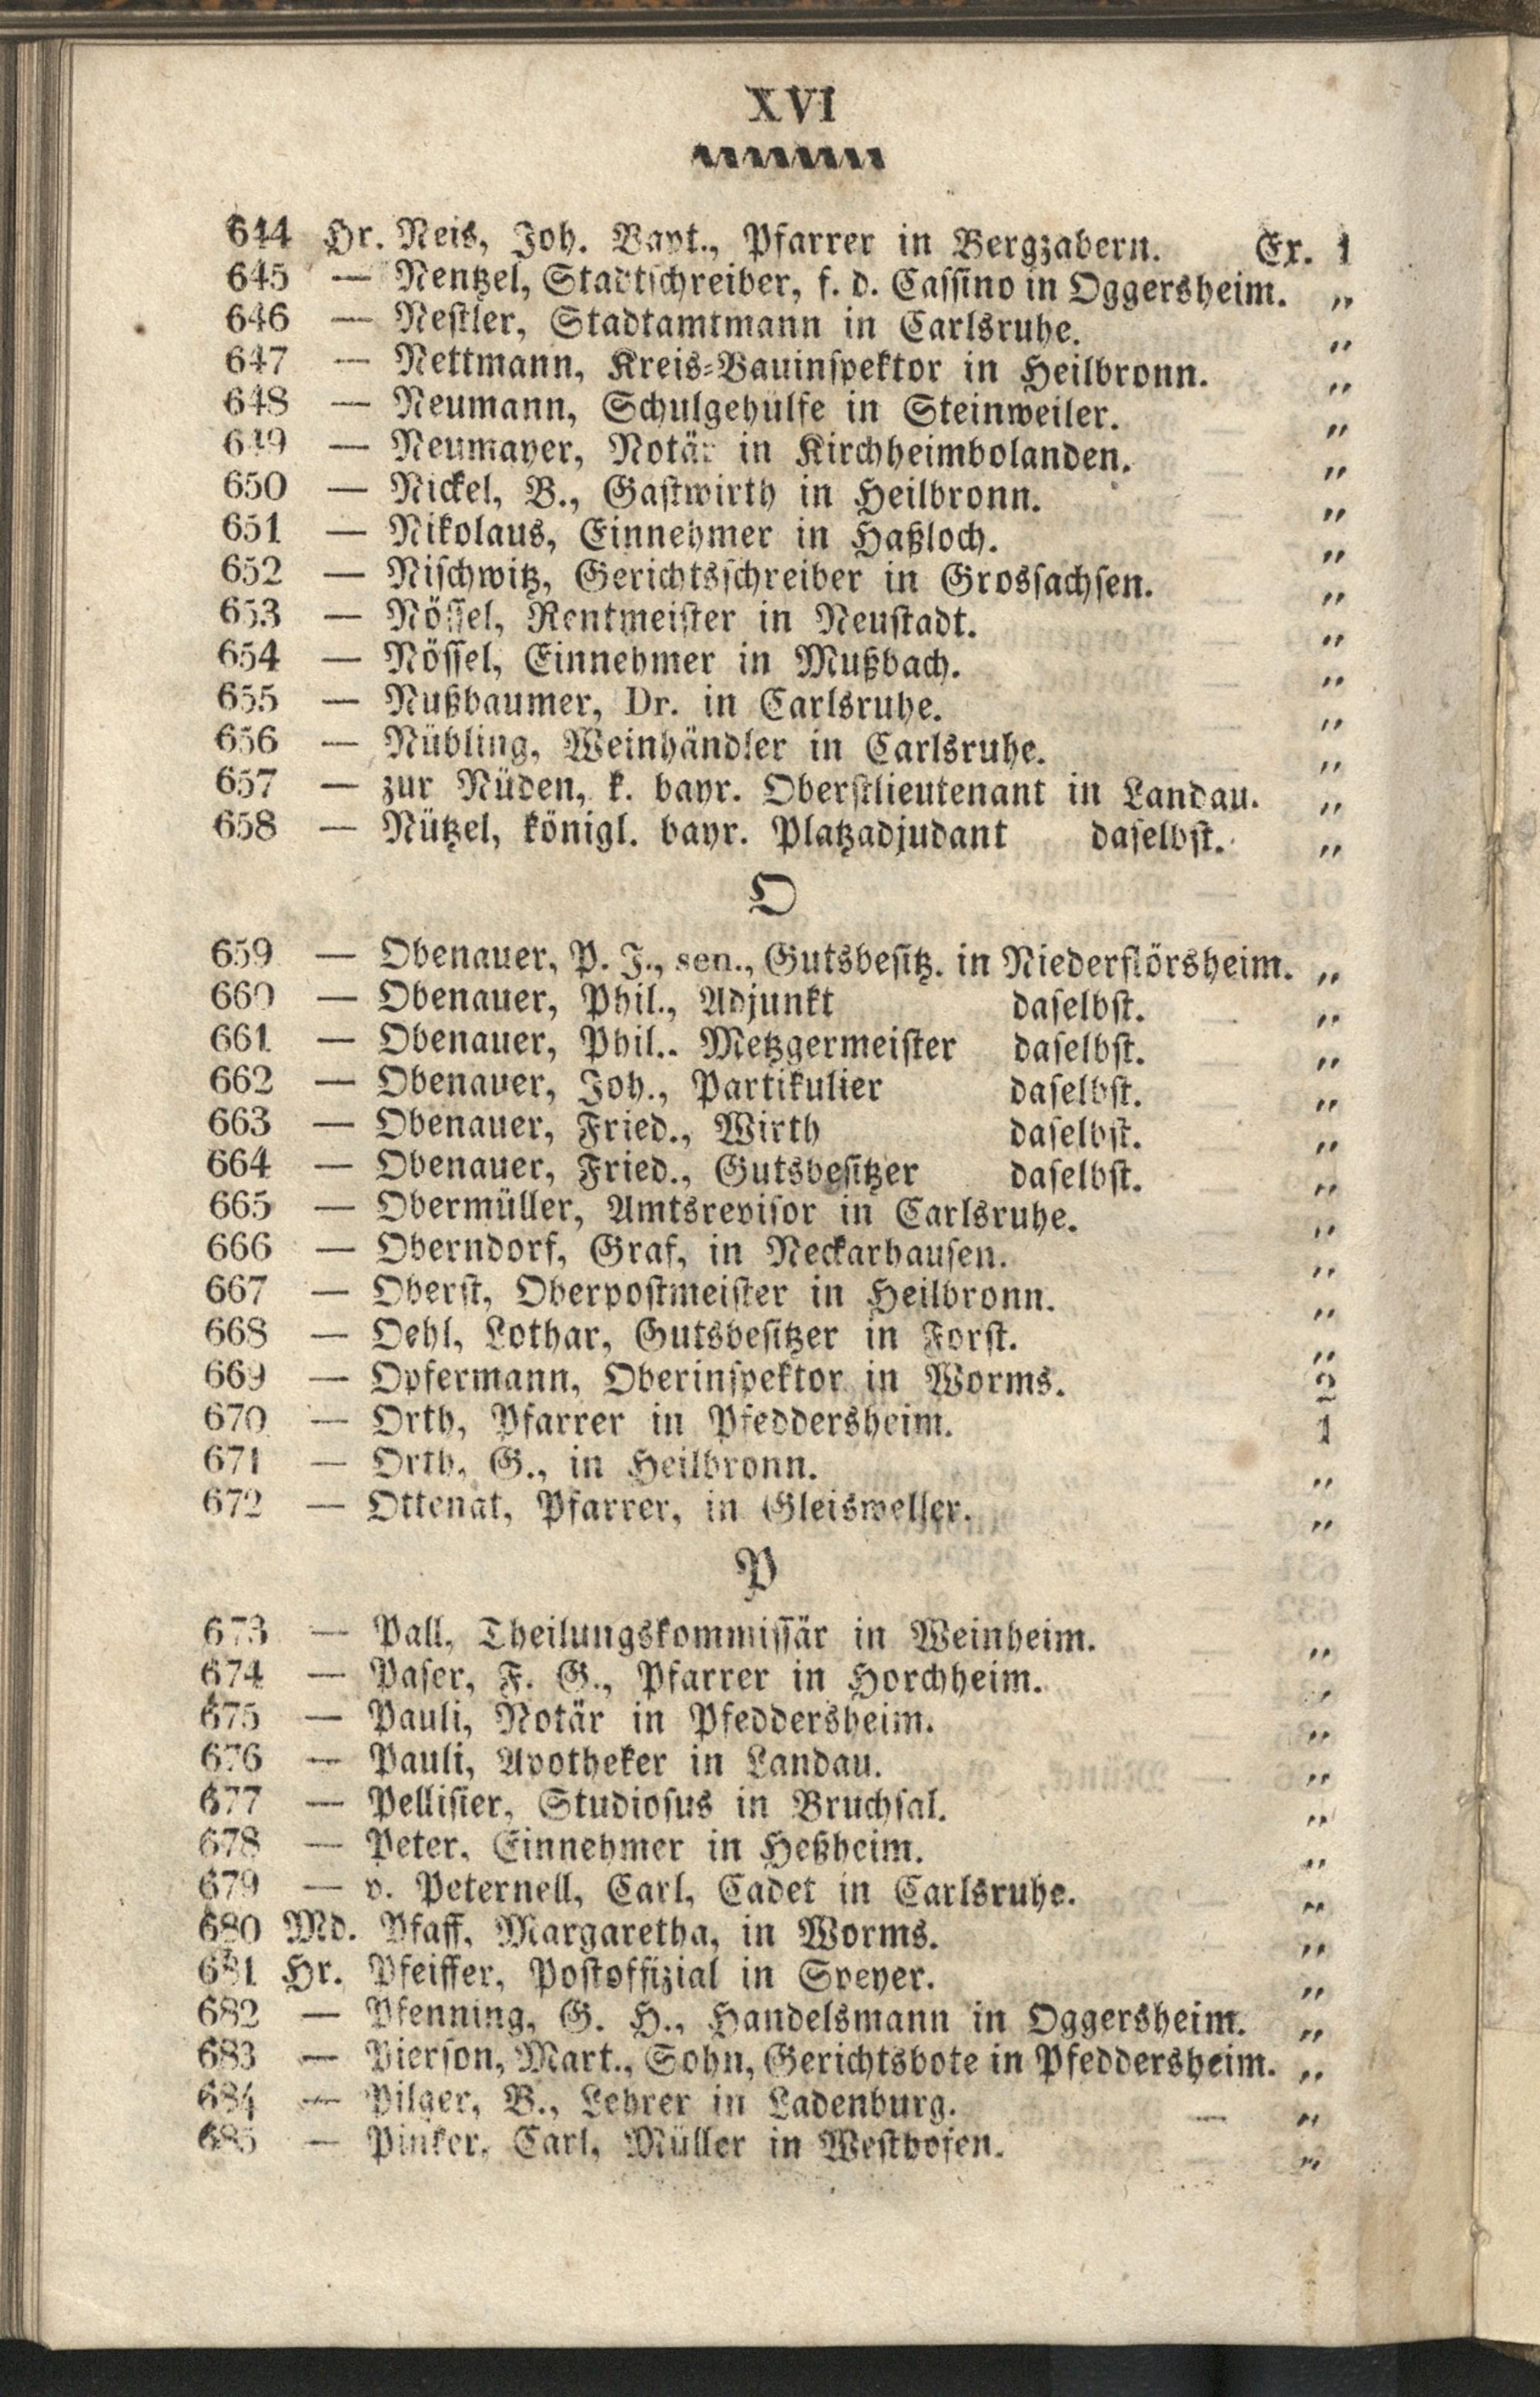 XVI
644 Hr. Neis, Joh. Bapt., Pfarrer in Bergzabern. Ex. 1
645 — Nentzel, Stadtschreiber, f. d. Cassino in Oggersheim. „
646 — Nestler, Stadtamtmann in Carlsruhe. „
647 — Nettmann, Kreis-Bauinspektor in Heilbronn. „
648 — Neumann, Schulgehülfe in Steinweiler. „
649 — Neumayer, Notär in Kirchheimbolanden. „
650 — Nickel, B., Gastwirth in Heilbronn. „
651 — Nikolaus, Einnehmer in Haßloch. „
652 — Nischwitz, Gerichtsschreiber in Grossachsen. „
653 — Nössel, Rentmeister in Neustadt. „
654 — Nössel, Einnehmer in Mußbach. „
655 — Nußbaumer, Dr. in Carlsruhe. „
656 — Nübling, Weinhändler in Carlsruhe. „
657 — zur Nüden, k. bayr. Oberstlieutenant in Landau. „
658 — Nützel, königl. bayr. Platzadjudant daselbst. „
O
659 — Obenauer, P. J., sen., Gutsbesitz. in Niederflörsheim. „
660 — Obenauer, Phil., Adjunkt daselbst. „
661 — Obenauer, Phil.. Metzgermeister daselbst. „
662 — Obenauer, Joh., Partikulier daselbst. „
663 — Obenauer, Fried., Wirth daselbst. „
664 — Obenauer, Fried., Gutsbesitzer daselbst. „
665 — Obermüller, Amtsrevisor in Carlsruhe. „
666 — Oberndorf, Graf, in Neckarhausen. „
667 — Oberst, Oberpostmeister in Heilbronn. „
668 — Oehl, Lothar, Gutsbesitzer in Forst. „
669 — Opfermann, Oberinspektor in Worms. 2
670 — Orth, Pfarrer in Pfeddersheim. 1
671 — Orth, G., in Heilbronn. „
672 — Ottenat, Pfarrer, in Gleisweller. „
P
673 — Pall, Theilungskommissär in Weinheim. „
674 — Paser, F. G., Pfarrer in Horchheim. „
675 — Pauli, Notär in Pfeddersheim. „
676 — Pauli, Apotheker in Landau. „
677 — Pellisier, Studiosus in Bruchsal. „
678 — Peter, Einnehmer in Heßheim. „
679 — v. Peternell, Carl, Cadet in Carlsruhe. „
680 Md. Pfaff, Margaretha, in Worms. „
681 Hr. Pfeiffer, Postoffizial in Speyer. „
682 — Pfenning, G. H., Handelsmann in Oggersheim. „
683 — Pierson, Mart., Sohn, Gerichtsbote in Pfeddersheim. „
684 — Pilger, B., Lehrer in Ladenburg. „
685 — Pinker, Carl, Müller in Westhofen. „